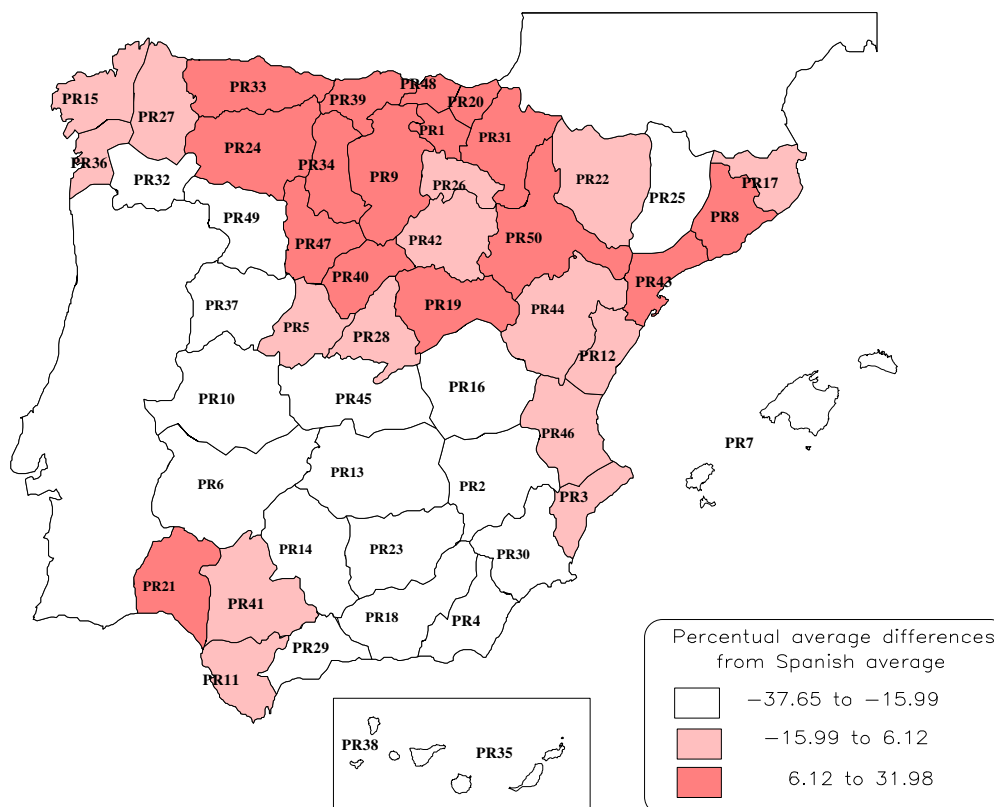 PR48
PR33
PR39
PR15
PR20
PR27
PR1
PR31
PR24
PR36
PR34
PR9
PR32
PR26
PR22
PR17
PR25
PR49
PR8
PR47
PR42
PR50
PR40
PR43
PR37
PR19
PR44
PR5
PR28
PR12
PR10
PR45
PR16
PR46
PR7
PR6
PR13
PR2
PR3
PR14
PR23
PR30
PR21
PR41
PR18
PR4
PR29
PR11
Percentual average differences
from Spanish average
−37.65 to −15.99
−15.99 to 6.12
6.12 to 31.98
PR38
PR35